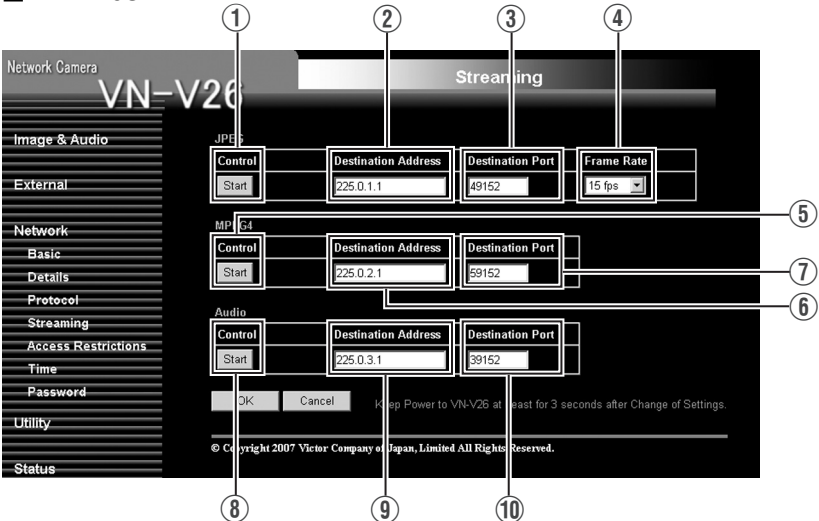 ① ② ③ ④
Network Camera
VN-V26
Streaming
Image & Audio
External
Network
Basic
Details
Protocol
Streaming
Access Restrictions
Time
Password
Utility
Status
JPEG
Control Destination Address Destination Port Frame Rate
Start 225.0.1.1 49152 15 fps
⑤
MPEG4
Control Destination Address Destination Port
Start 225.0.2.1 59152
⑦
⑥
Audio
Control Destination Address Destination Port
Start 225.0.3.1 39152
OK Cancel Keep Power to VN-V26 at least for 3 seconds after Change of Settings.
© Copyright 2007 Victor Company of Japan, Limited All Rights Reserved.
⑧ ⑨ ⑩